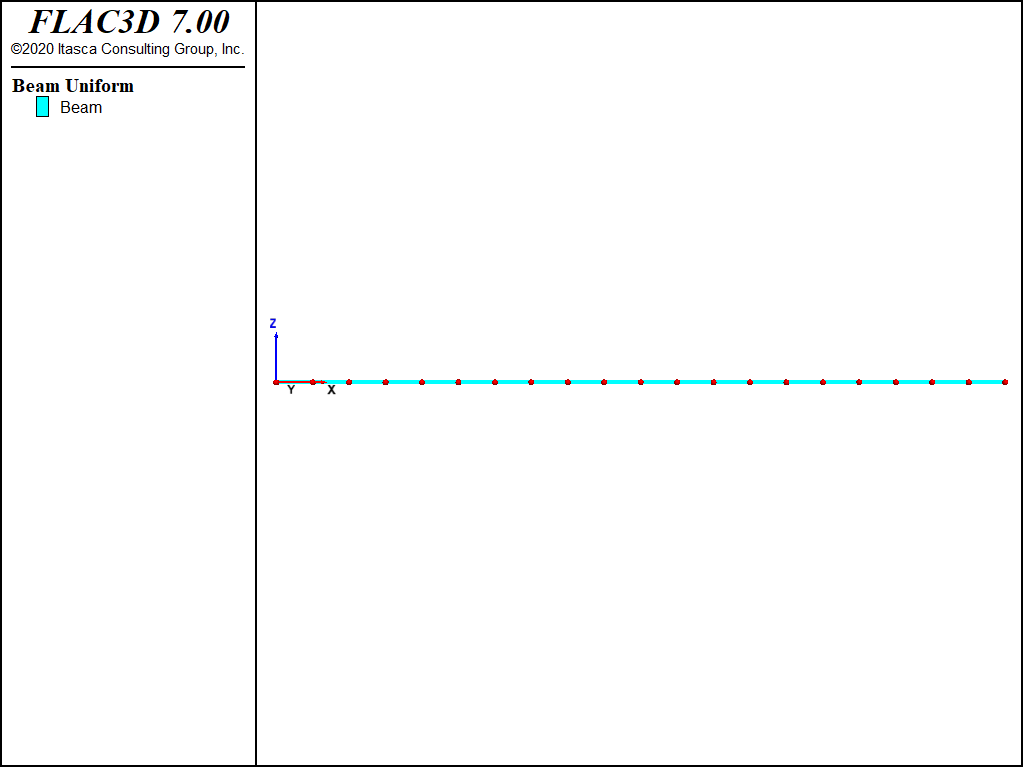 FLAC3D 7.00
©2020 Itasca Consulting Group, Inc.
Beam Uniform
Beam
Z
Y X